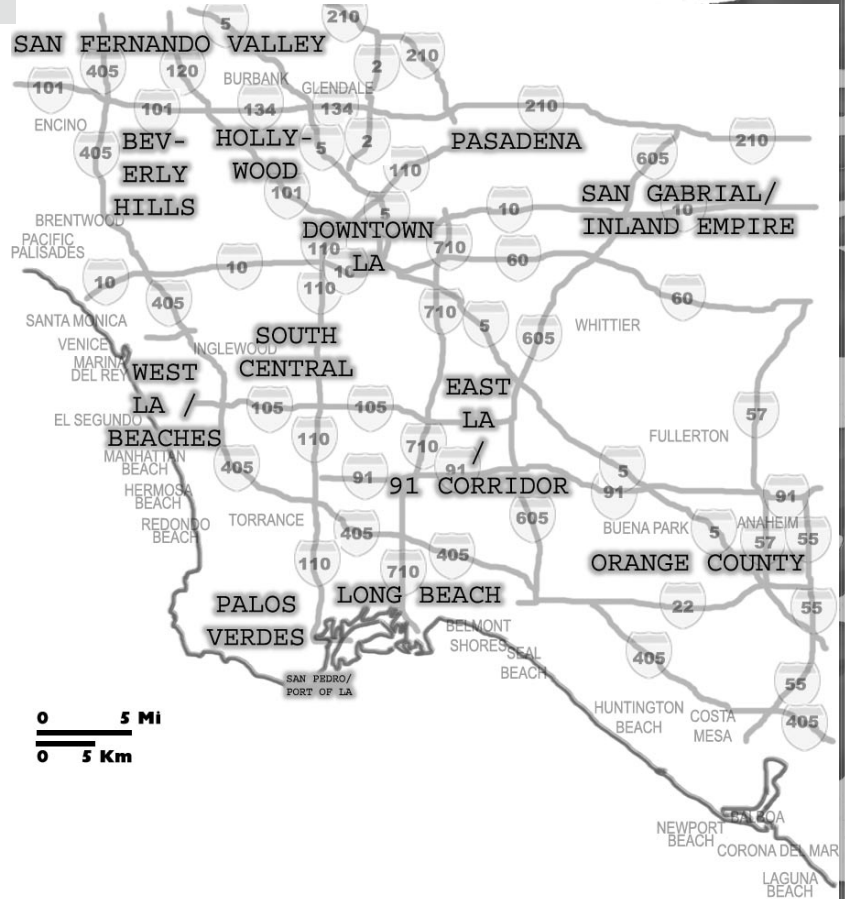 5
210
SAN FERNANDO VALLEY
405
120
2
210
BURBANK
GLENDALE
101
101
134
134
210
ENCINO
405
BEV-
ERLY
HILLS
HOLLY-
WOOD
5
2
PASADENA
210
605
110
101
SAN GABRIAL/
INLAND EMPIRE
BRENTWOOD
5
10
10
PACIFIC
PALISADES
DOWNTOWN
LA
110
710
60
10
10
10
110
405
60
SANTA MONICA
710
5
WHITTIER
605
VENICE
INGLEWOOD
SOUTH
CENTRAL
MARINA
DEL REY
WEST
LA /
BEACHES
EAST
LA
/
91 CORRIDOR
105
105
57
EL SEGUNDO
110
710
FULLERTON
MANHATTAN
BEACH
405
91
91
5
91
91
HERMOSA
BEACH
REDONDO
BEACH
TORRANCE
605
BUENA PARK
5
ANAHEIM
57
55
405
405
110
710
ORANGE COUNTY
PALOS
VERDES
LONG BEACH
22
55
BELMONT
SHORES
SEAL
BEACH
405
SAN PEDRO/
PORT OF LA
55
HUNTINGTON
BEACH
COSTA
MESA
405
0 5 Mi
0 5 Km
BALBOA
NEWPORT
BEACH
CORONA DEL MAR
LAGUNA
BEACH